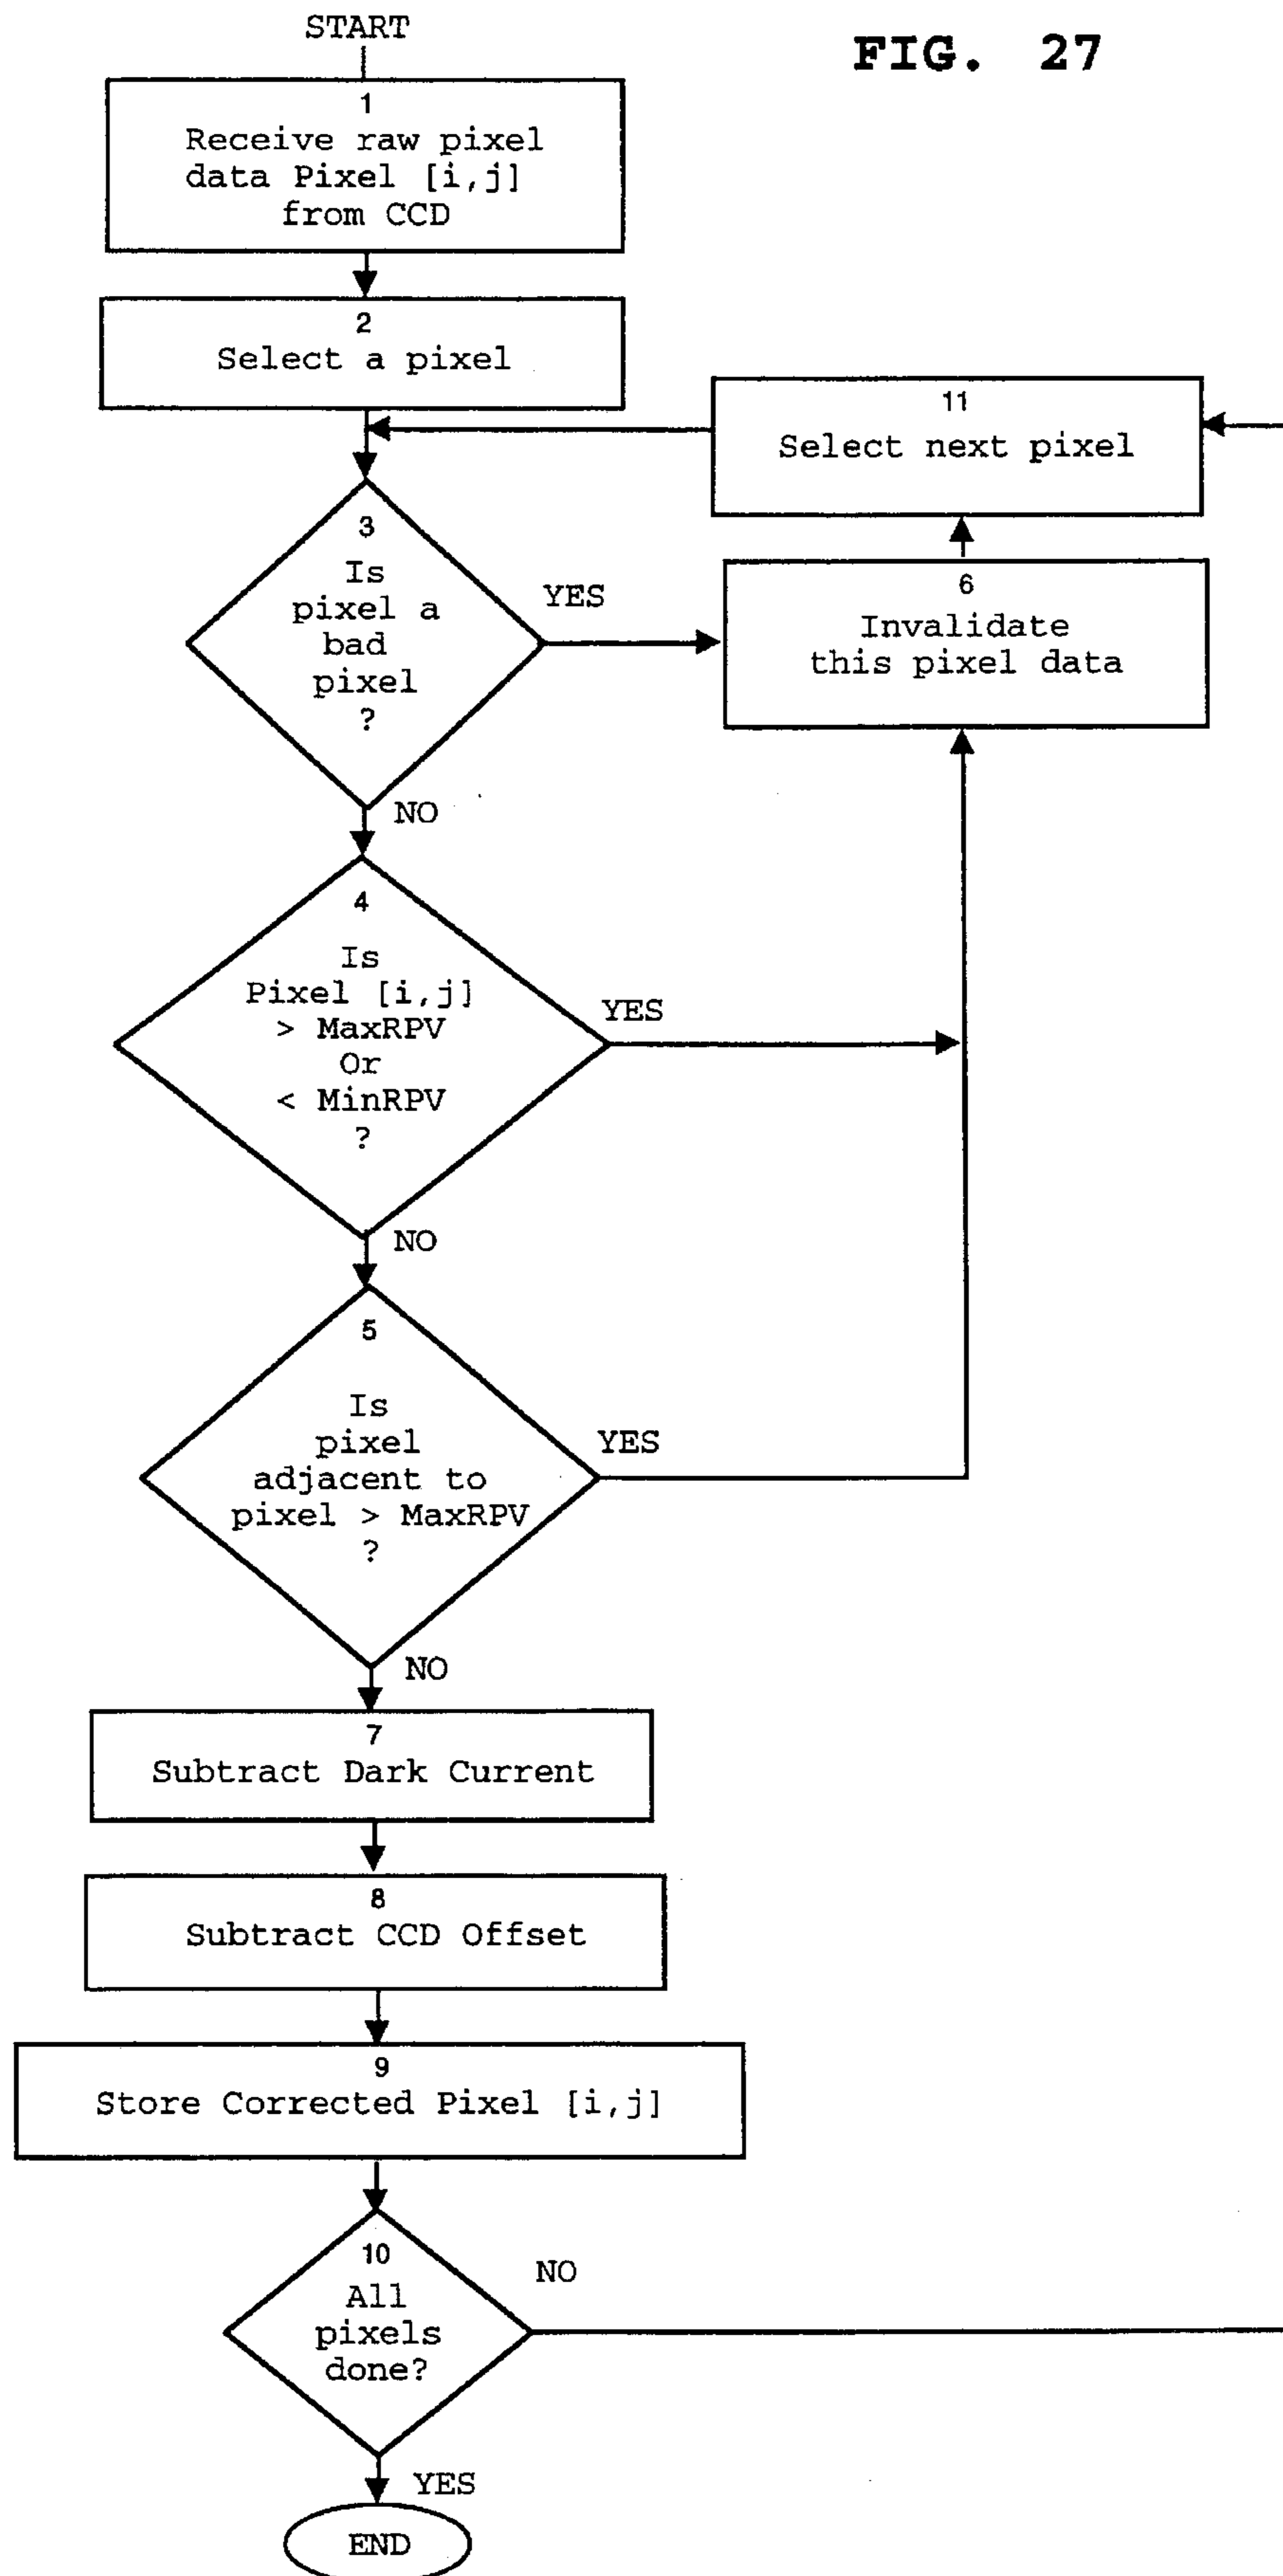 START
FIG. 27
1
Receive raw pixel
data Pixel [i,j]
from CCD
2
Select a pixel
11
Select next pixel
3
Is
pixel a
bad
pixel
?
YES
6
Invalidate
this pixel data
NO
4
Is
Pixel [i,j]
> MaxRPV
Or
< MinRPV
?
YES
NO
5
Is
pixel
adjacent to
pixel > MaxRPV
?
YES
NO
7
Subtract Dark Current
8
Subtract CCD Offset
9
Store Corrected Pixel [i,j]
10
All
pixels
done?
NO
YES
END